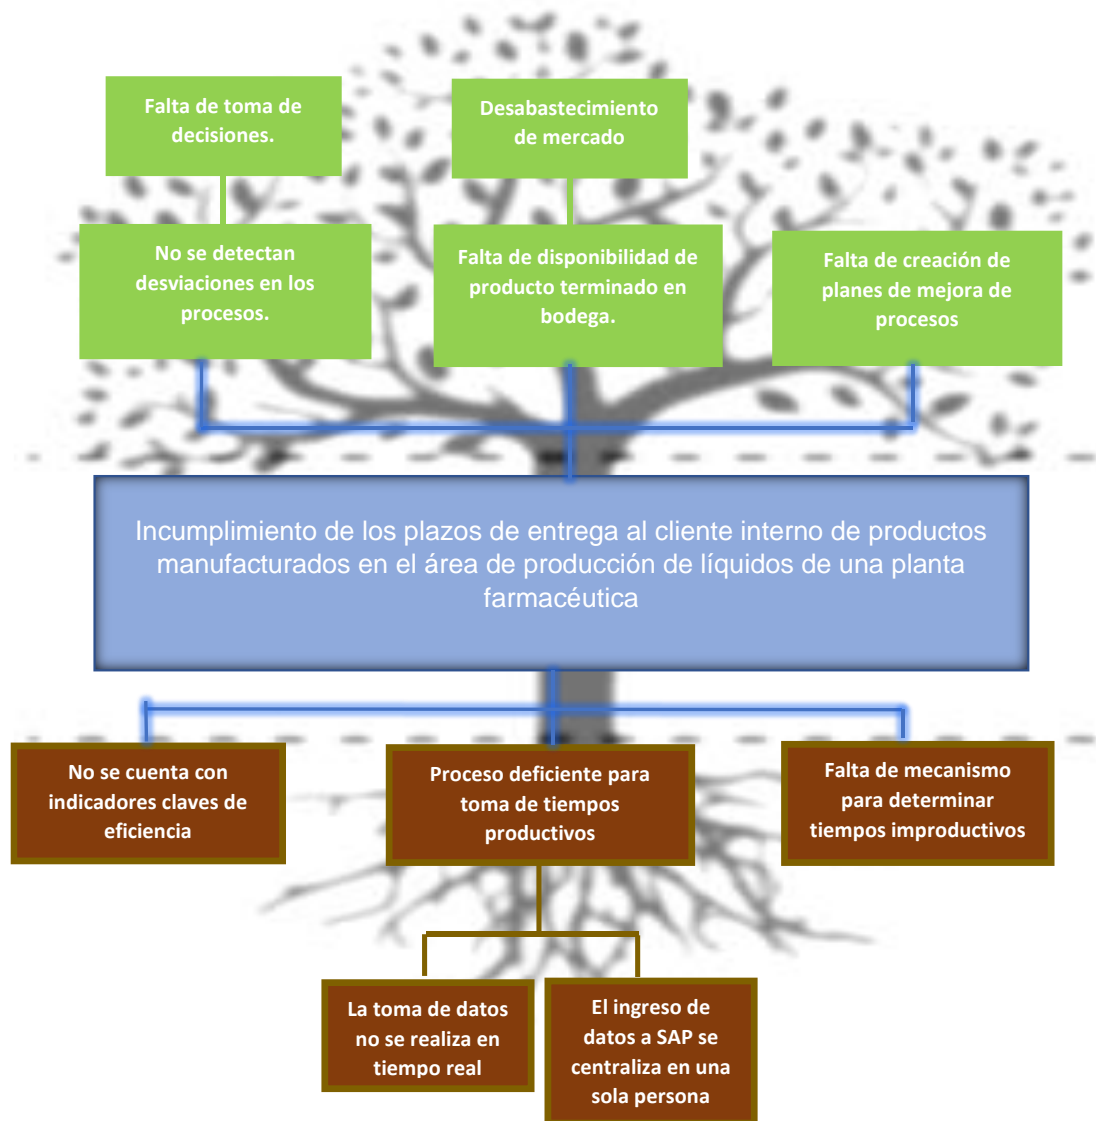 Falta de toma de
decisiones.
Desabastecimiento
de mercado
No se detectan
desviaciones en los
procesos.
Falta de disponibilidad de
producto terminado en
bodega.
Falta de creación de
planes de mejora de
procesos
Incumplimiento de los plazos de entrega al cliente interno de productos
manufacturados en el área de producción de líquidos de una planta
farmacéutica
No se cuenta con
indicadores claves de
eficiencia
Proceso deficiente para
toma de tiempos
productivos
Falta de mecanismo
para determinar
tiempos improductivos
La toma de datos
no se realiza en
tiempo real
El ingreso de
datos a SAP se
centraliza en una
sola persona